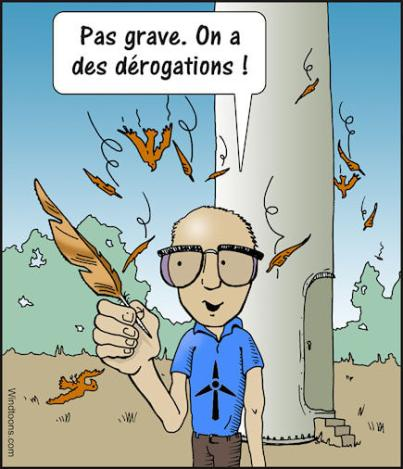 Pas grave. On a
des dérogations !
Windtoons.com